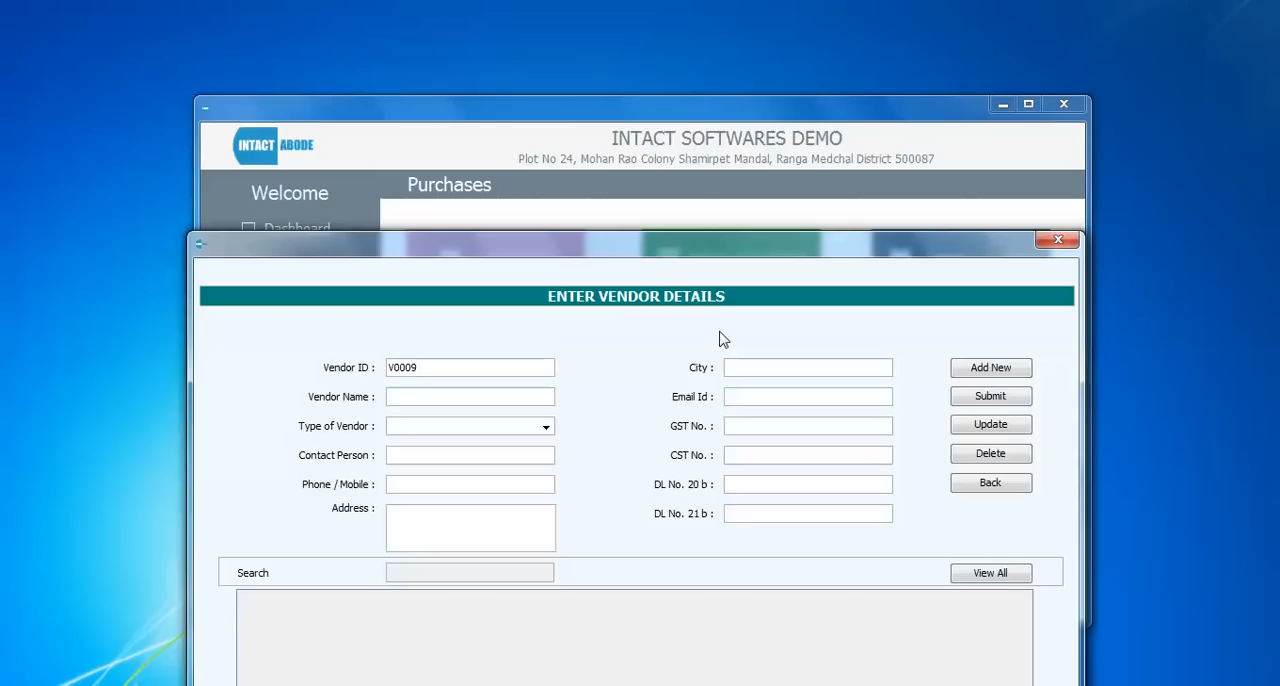 INTACT ABODE
INTACT SOFTWARES DEMO
Plot No 24, Mohan Rao Colony Shamirpet Mandal, Ranga Medchal District 500087
Welcome
Purchases
Dashboard
ENTER VENDOR DETAILS
Vendor ID : V0009
City :
Add New
Vendor Name :
Email Id :
Submit
Type of Vendor :
GST No. :
Update
Contact Person :
CST No. :
Delete
Phone / Mobile :
DL No. 20 b :
Back
Address :
DL No. 21 b :
Search
View All